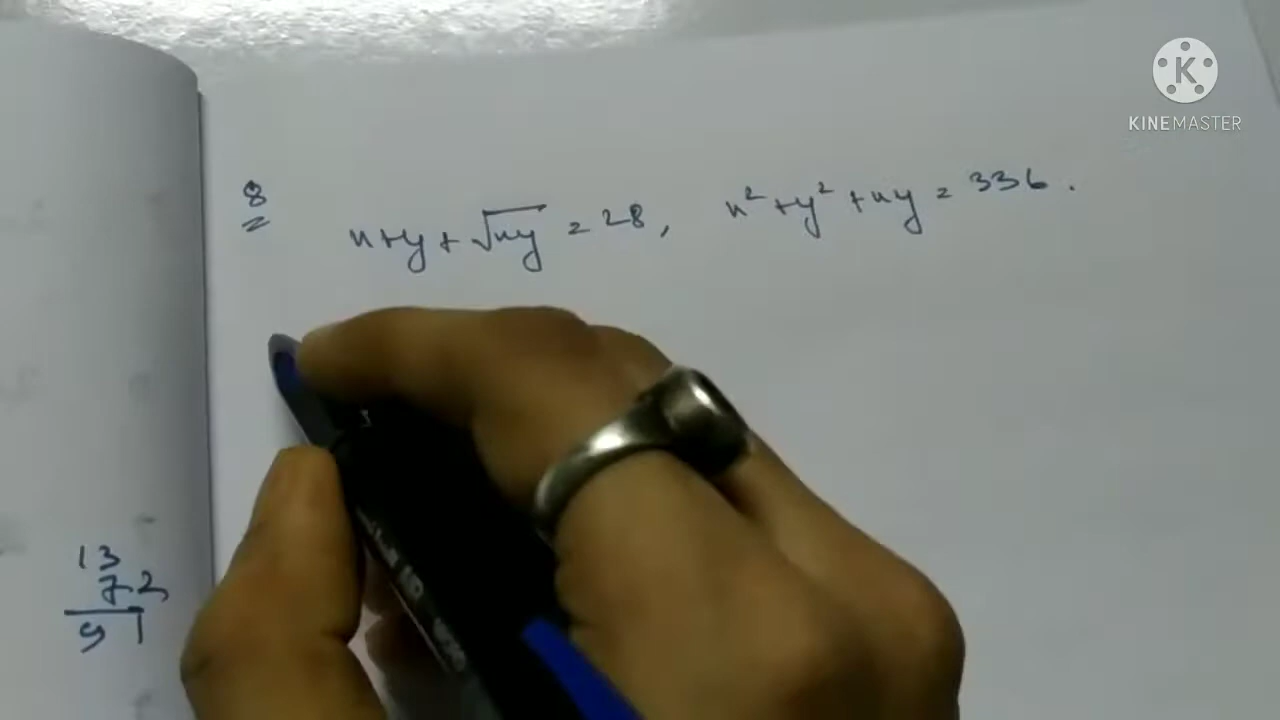 KINEMASTER
8
x+y+√xy = 28, x²+y²+xy = 336.
13
72
91